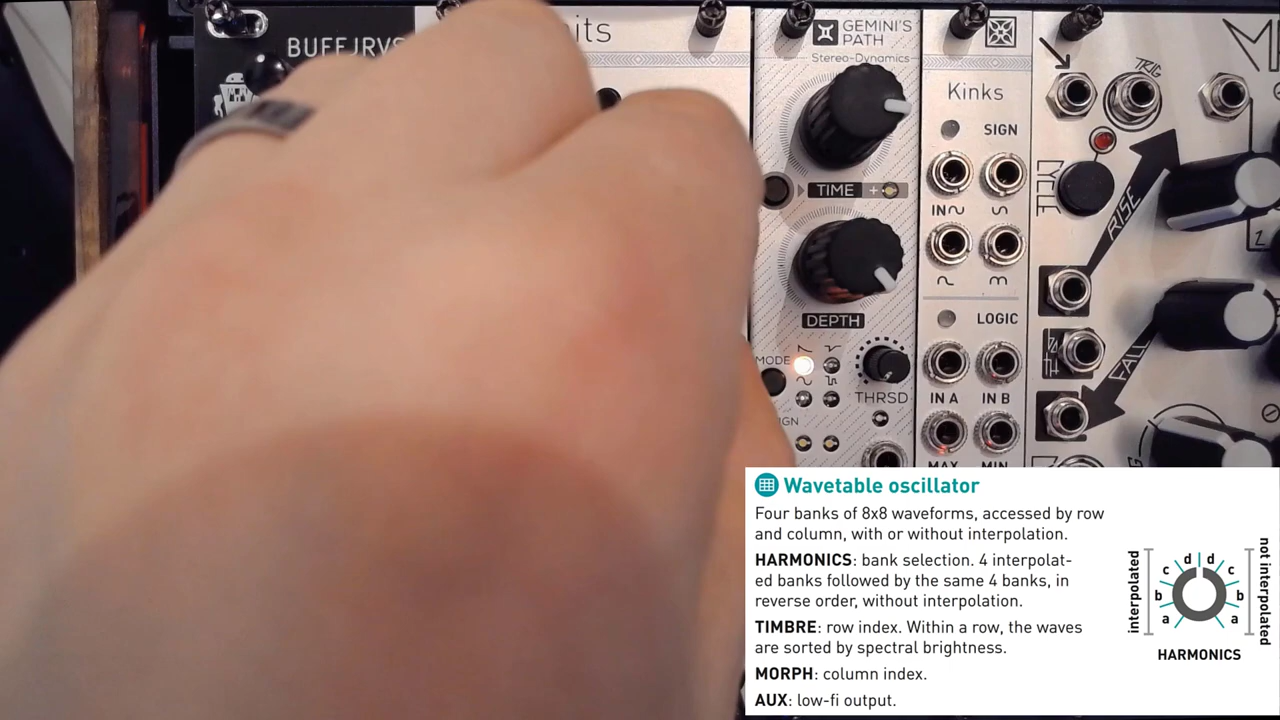 BUFFJRVS
its
GEMINI'S
PATH
Stereo-Dynamics
TIME +
DEPTH
MODE
THRSD
Kinks
SIGN
IN
LOGIC
IN A IN B
MAX MIN
TRIG
CYCLE
RISE
FALL
Wavetable oscillator
Four banks of 8x8 waveforms, accessed by row
and column, with or without interpolation.
HARMONICS: bank selection. 4 interpolat-
ed banks followed by the same 4 banks, in
reverse order, without interpolation.
TIMBRE: row index. Within a row, the waves
are sorted by spectral brightness.
MORPH: column index.
AUX: low-fi output.
interpolated
d d
c c
b b
a a
not interpolated
HARMONICS